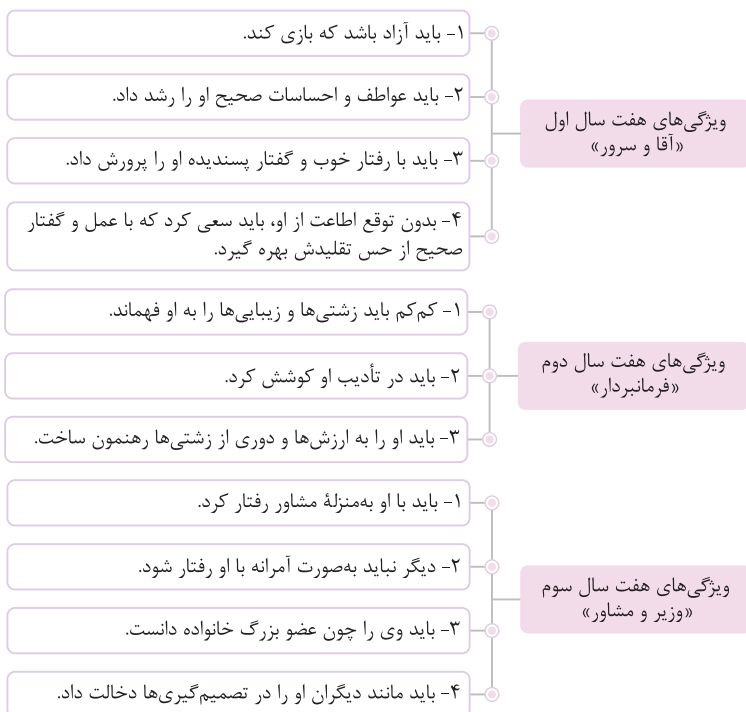 ویژگی‌های هفت سال اول
«آقا و سرور»
۱- باید آزاد باشد که بازی کند.
۲- باید عواطف و احساسات صحیح او را رشد داد.
۳- باید با رفتار خوب و گفتار پسندیده او را پرورش داد.
۴- بدون توقع اطاعت از او، باید سعی کرد که با عمل و گفتار
صحیح از حس تقلیدش بهره گیرد.
ویژگی‌های هفت سال دوم
«فرمانبردار»
۱- کم‌کم باید زشتی‌ها و زیبایی‌ها را به او فهماند.
۲- باید در تأدیب او کوشش کرد.
۳- باید او را به ارزش‌ها و دوری از زشتی‌ها رهنمون ساخت.
ویژگی‌های هفت سال سوم
«وزیر و مشاور»
۱- باید با او به‌منزلهٔ مشاور رفتار کرد.
۲- دیگر نباید به‌صورت آمرانه با او رفتار شود.
۳- باید وی را چون عضو بزرگ خانواده دانست.
۴- باید مانند دیگران او را در تصمیم‌گیری‌ها دخالت داد.